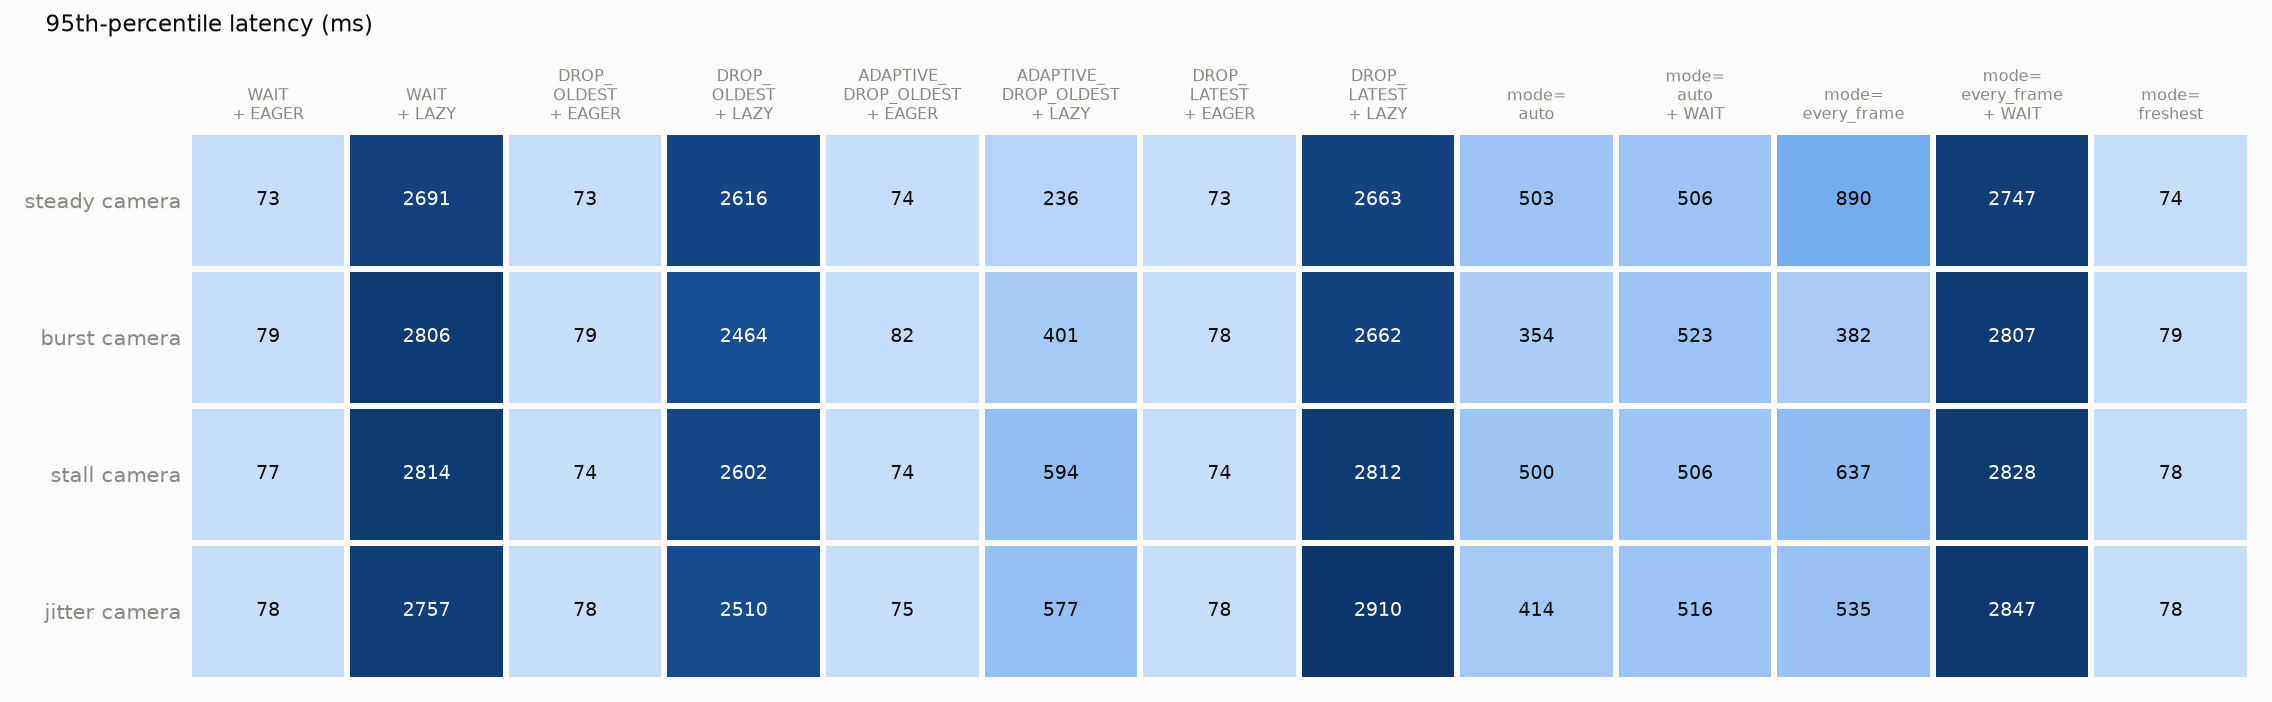 95th-percentile latency (ms)
WAIT
+ EAGER
WAIT
+ LAZY
DROP_
OLDEST
+ EAGER
DROP_
OLDEST
+ LAZY
ADAPTIVE_
DROP_OLDEST
+ EAGER
ADAPTIVE_
DROP_OLDEST
+ LAZY
DROP_
LATEST
+ EAGER
DROP_
LATEST
+ LAZY
mode=
auto
mode=
auto
+ WAIT
mode=
every_frame
mode=
every_frame
+ WAIT
mode=
freshest
steady camera 73 2691 73 2616 74 236 73 2663 503 506 890 2747 74
burst camera 79 2806 79 2464 82 401 78 2662 354 523 382 2807 79
stall camera 77 2814 74 2602 74 594 74 2812 500 506 637 2828 78
jitter camera 78 2757 78 2510 75 577 78 2910 414 516 535 2847 78